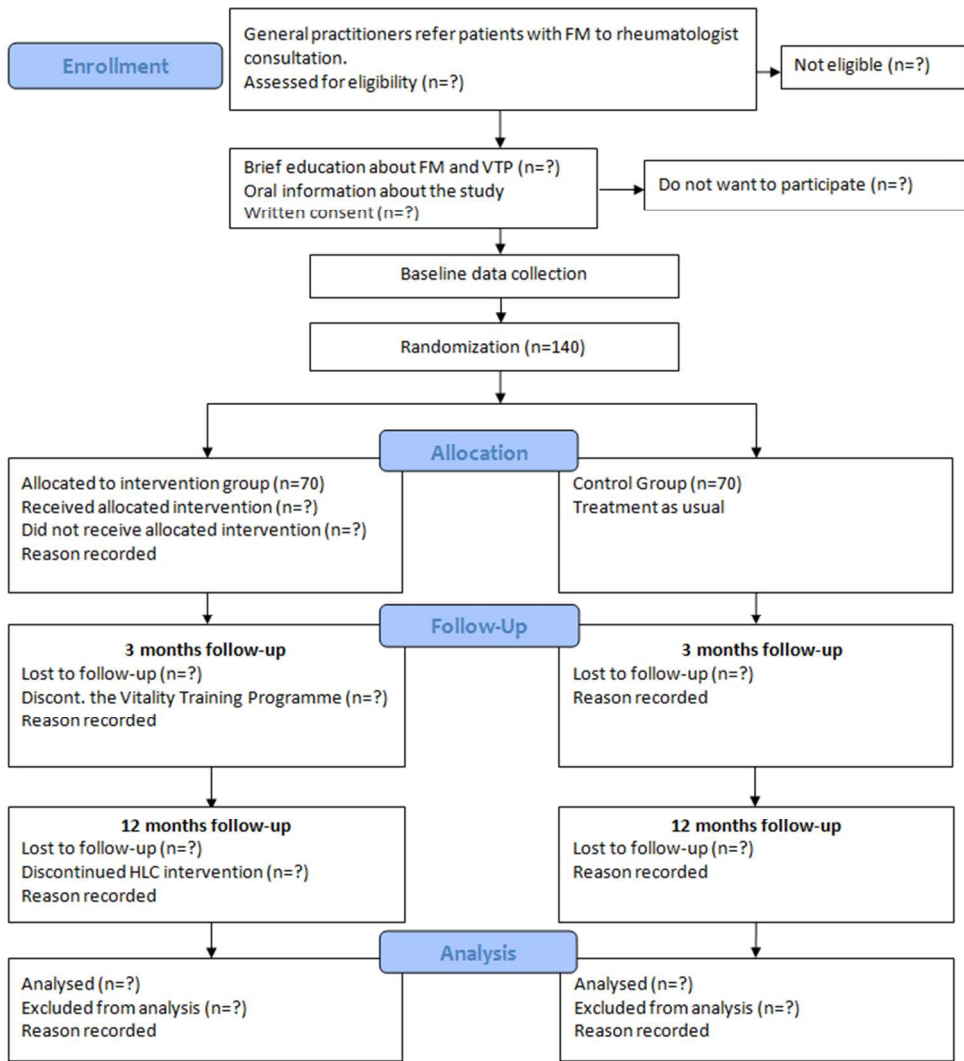 Enrollment
General practitioners refer patients with FM to rheumatologist
consultation.
Assessed for eligibility (n=?)
Not eligible (n=?)
Brief education about FM and VTP (n=?)
Oral information about the study
Written consent (n=?)
Do not want to participate (n=?)
Baseline data collection
Randomization (n=140)
Allocation
Allocated to intervention group (n=70)
Received allocated intervention (n=?)
Did not receive allocated intervention (n=?)
Reason recorded
Control Group (n=70)
Treatment as usual
Follow-Up
3 months follow-up
Lost to follow-up (n=?)
Discont. the Vitality Training Programme (n=?)
Reason recorded
3 months follow-up
Lost to follow-up (n=?)
Reason recorded
12 months follow-up
Lost to follow-up (n=?)
Discontinued HLC intervention (n=?)
Reason recorded
12 months follow-up
Lost to follow-up (n=?)
Reason recorded
Analysis
Analysed (n=?)
Excluded from analysis (n=?)
Reason recorded
Analysed (n=?)
Excluded from analysis (n=?)
Reason recorded